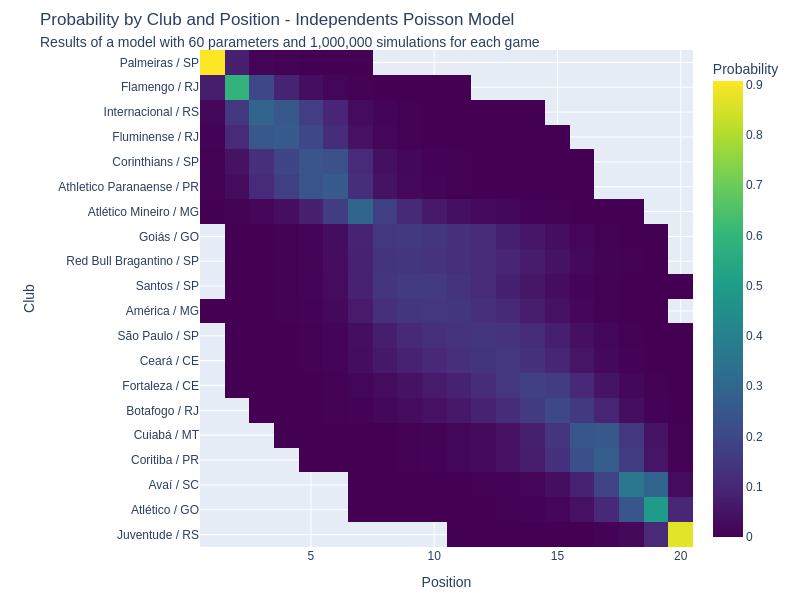 Probability by Club and Position - Independents Poisson Model
Results of a model with 60 parameters and 1,000,000 simulations for each game
Probability
Palmeiras / SP
Flamengo / RJ
Internacional / RS
Fluminense / RJ
Corinthians / SP
Athletico Paranaense / PR
Atlético Mineiro / MG
Goiás / GO
Red Bull Bragantino / SP
Santos / SP
América / MG
São Paulo / SP
Ceará / CE
Fortaleza / CE
Botafogo / RJ
Cuiabá / MT
Coritiba / PR
Avaí / SC
Atlético / GO
Juventude / RS
Club
5
10
15
20
Position
0.9
0.8
0.7
0.6
0.5
0.4
0.3
0.2
0.1
0